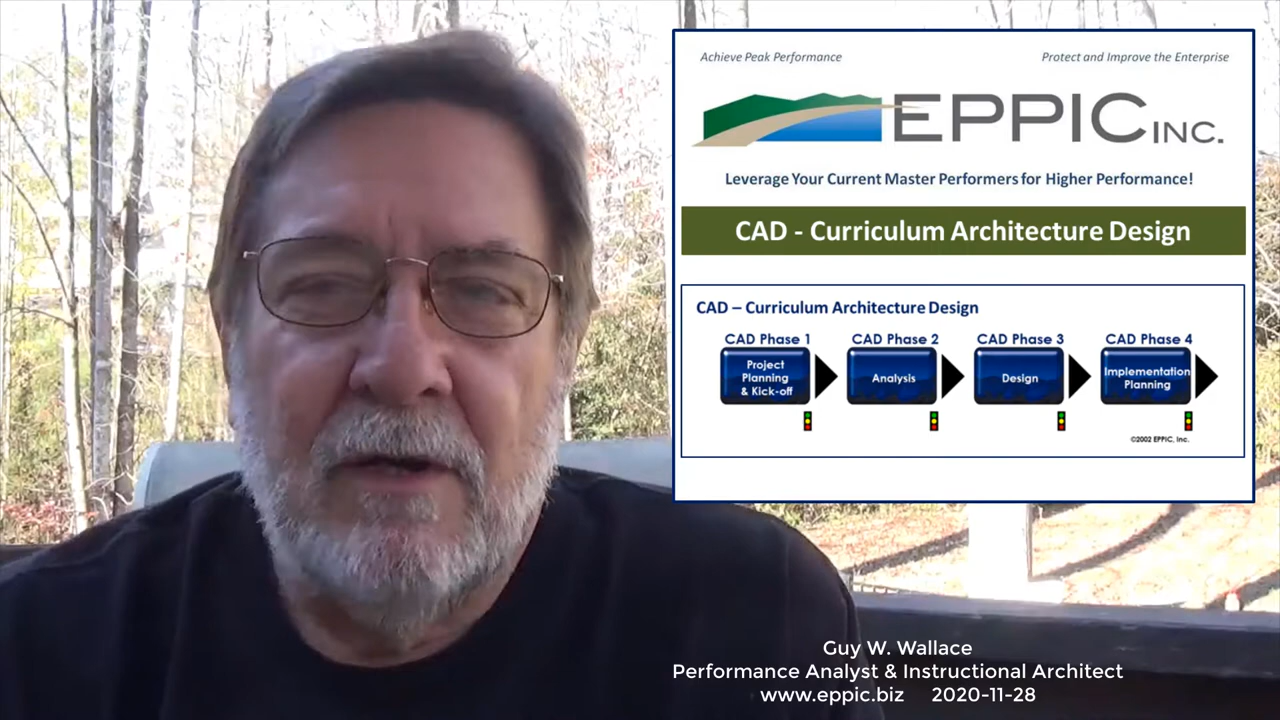 Achieve Peak Performance
Protect and Improve the Enterprise
EPPIC INC.
Leverage Your Current Master Performers for Higher Performance!
CAD - Curriculum Architecture Design
CAD – Curriculum Architecture Design
CAD Phase 1
Project
Planning
& Kick-off
CAD Phase 2
Analysis
CAD Phase 3
Design
CAD Phase 4
Implementation
Planning
©2002 EPPIC, Inc.
Guy W. Wallace
Performance Analyst & Instructional Architect
www.eppic.biz 2020-11-28